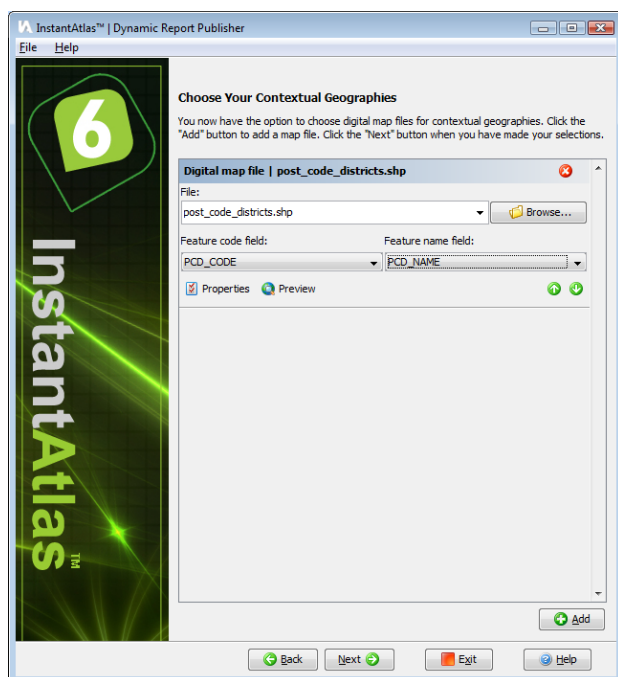 InstantAtlas™ | Dynamic Report Publisher
File Help
6
InstantAtlas™
Choose Your Contextual Geographies
You now have the option to choose digital map files for contextual geographies. Click the
"Add" button to add a map file. Click the "Next" button when you have made your selections.
Digital map file | post_code_districts.shp
File:
post_code_districts.shp Browse...
Feature code field: Feature name field:
PCD_CODE PCD_NAME
Properties Preview
Add
Back Next Exit Help